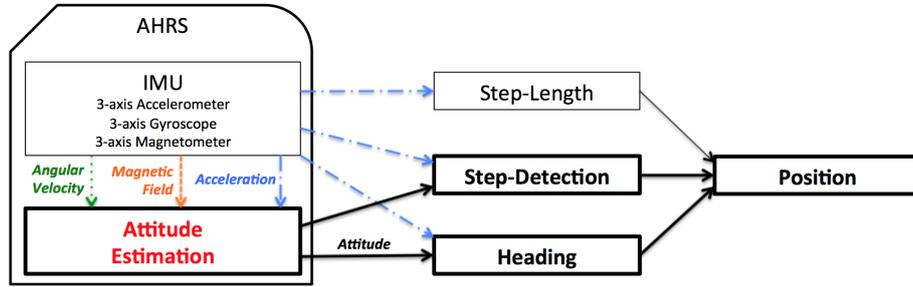 AHRS
IMU
3-axis Accelerometer
3-axis Gyroscope
3-axis Magnetometer
Angular
Velocity
Magnetic
Field
Acceleration
Attitude
Estimation
Attitude
Step-Length
Step-Detection
Heading
Position